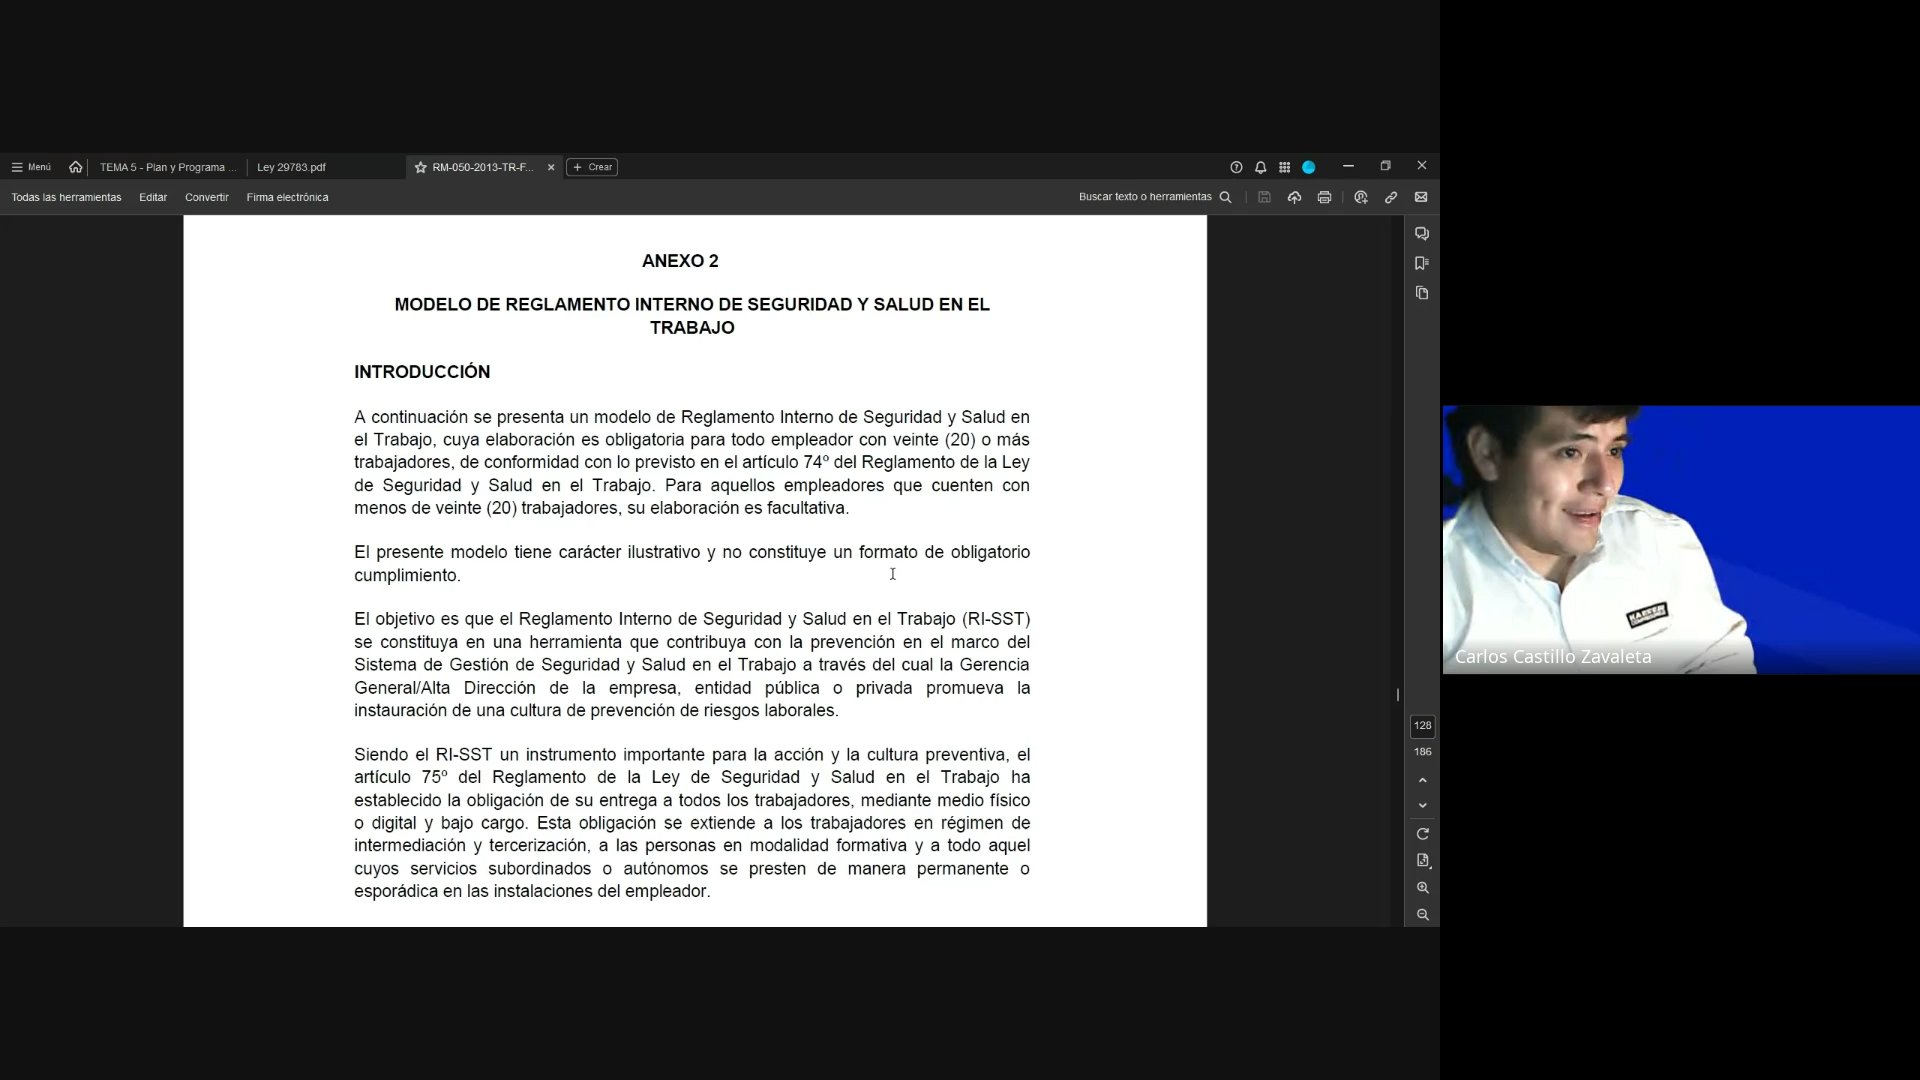 Menú
TEMA 5 - Plan y Programa ...
Ley 29783.pdf
RM-050-2013-TR-F...
Crear
Todas las herramientas
Editar
Convertir
Firma electrónica
Buscar texto o herramientas
ANEXO 2
MODELO DE REGLAMENTO INTERNO DE SEGURIDAD Y SALUD EN EL
TRABAJO
INTRODUCCIÓN
A continuación se presenta un modelo de Reglamento Interno de Seguridad y Salud en
el Trabajo, cuya elaboración es obligatoria para todo empleador con veinte (20) o más
trabajadores, de conformidad con lo previsto en el artículo 74º del Reglamento de la Ley
de Seguridad y Salud en el Trabajo. Para aquellos empleadores que cuenten con
menos de veinte (20) trabajadores, su elaboración es facultativa.
El presente modelo tiene carácter ilustrativo y no constituye un formato de obligatorio
cumplimiento.
El objetivo es que el Reglamento Interno de Seguridad y Salud en el Trabajo (RI-SST)
se constituya en una herramienta que contribuya con la prevención en el marco del
Sistema de Gestión de Seguridad y Salud en el Trabajo a través del cual la Gerencia
General/Alta Dirección de la empresa, entidad pública o privada promueva la
instauración de una cultura de prevención de riesgos laborales.
Siendo el RI-SST un instrumento importante para la acción y la cultura preventiva, el
artículo 75º del Reglamento de la Ley de Seguridad y Salud en el Trabajo ha
establecido la obligación de su entrega a todos los trabajadores, mediante medio físico
o digital y bajo cargo. Esta obligación se extiende a los trabajadores en régimen de
intermediación y tercerización, a las personas en modalidad formativa y a todo aquel
cuyos servicios subordinados o autónomos se presten de manera permanente o
esporádica en las instalaciones del empleador.
128
186
Carlos Castillo Zavaleta